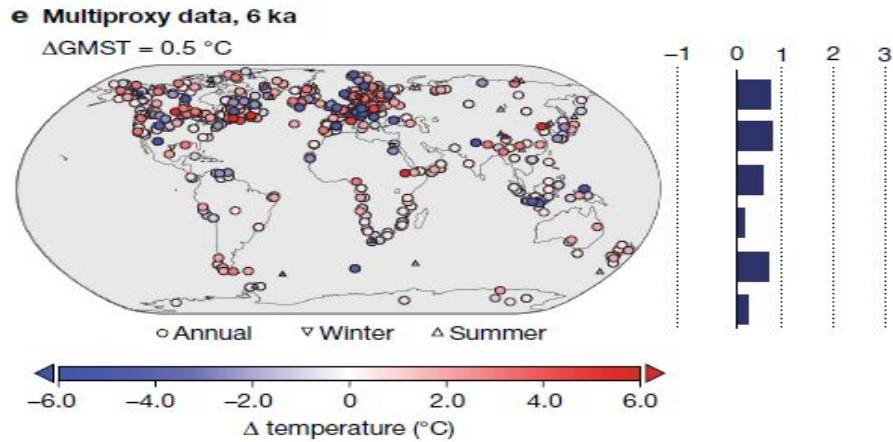 e Multiproxy data, 6 ka
ΔGMST = 0.5 °C
−1 0 1 2 3
○ Annual ▽ Winter △ Summer
−6.0 −4.0 −2.0 0 2.0 4.0 6.0
Δ temperature (°C)